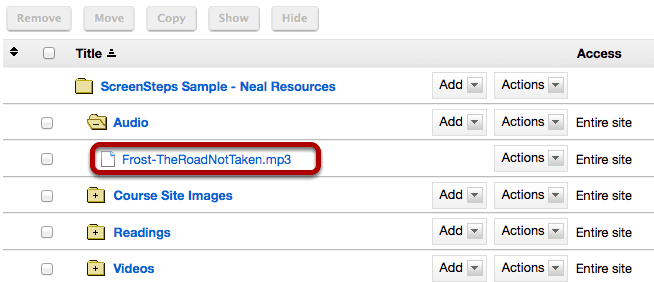 Remove Move Copy Show Hide
Title Access
ScreenSteps Sample - Neal Resources Add Actions
Audio Add Actions Entire site
Frost-TheRoadNotTaken.mp3 Actions Entire site
Course Site Images Add Actions Entire site
Readings Add Actions Entire site
Videos Add Actions Entire site